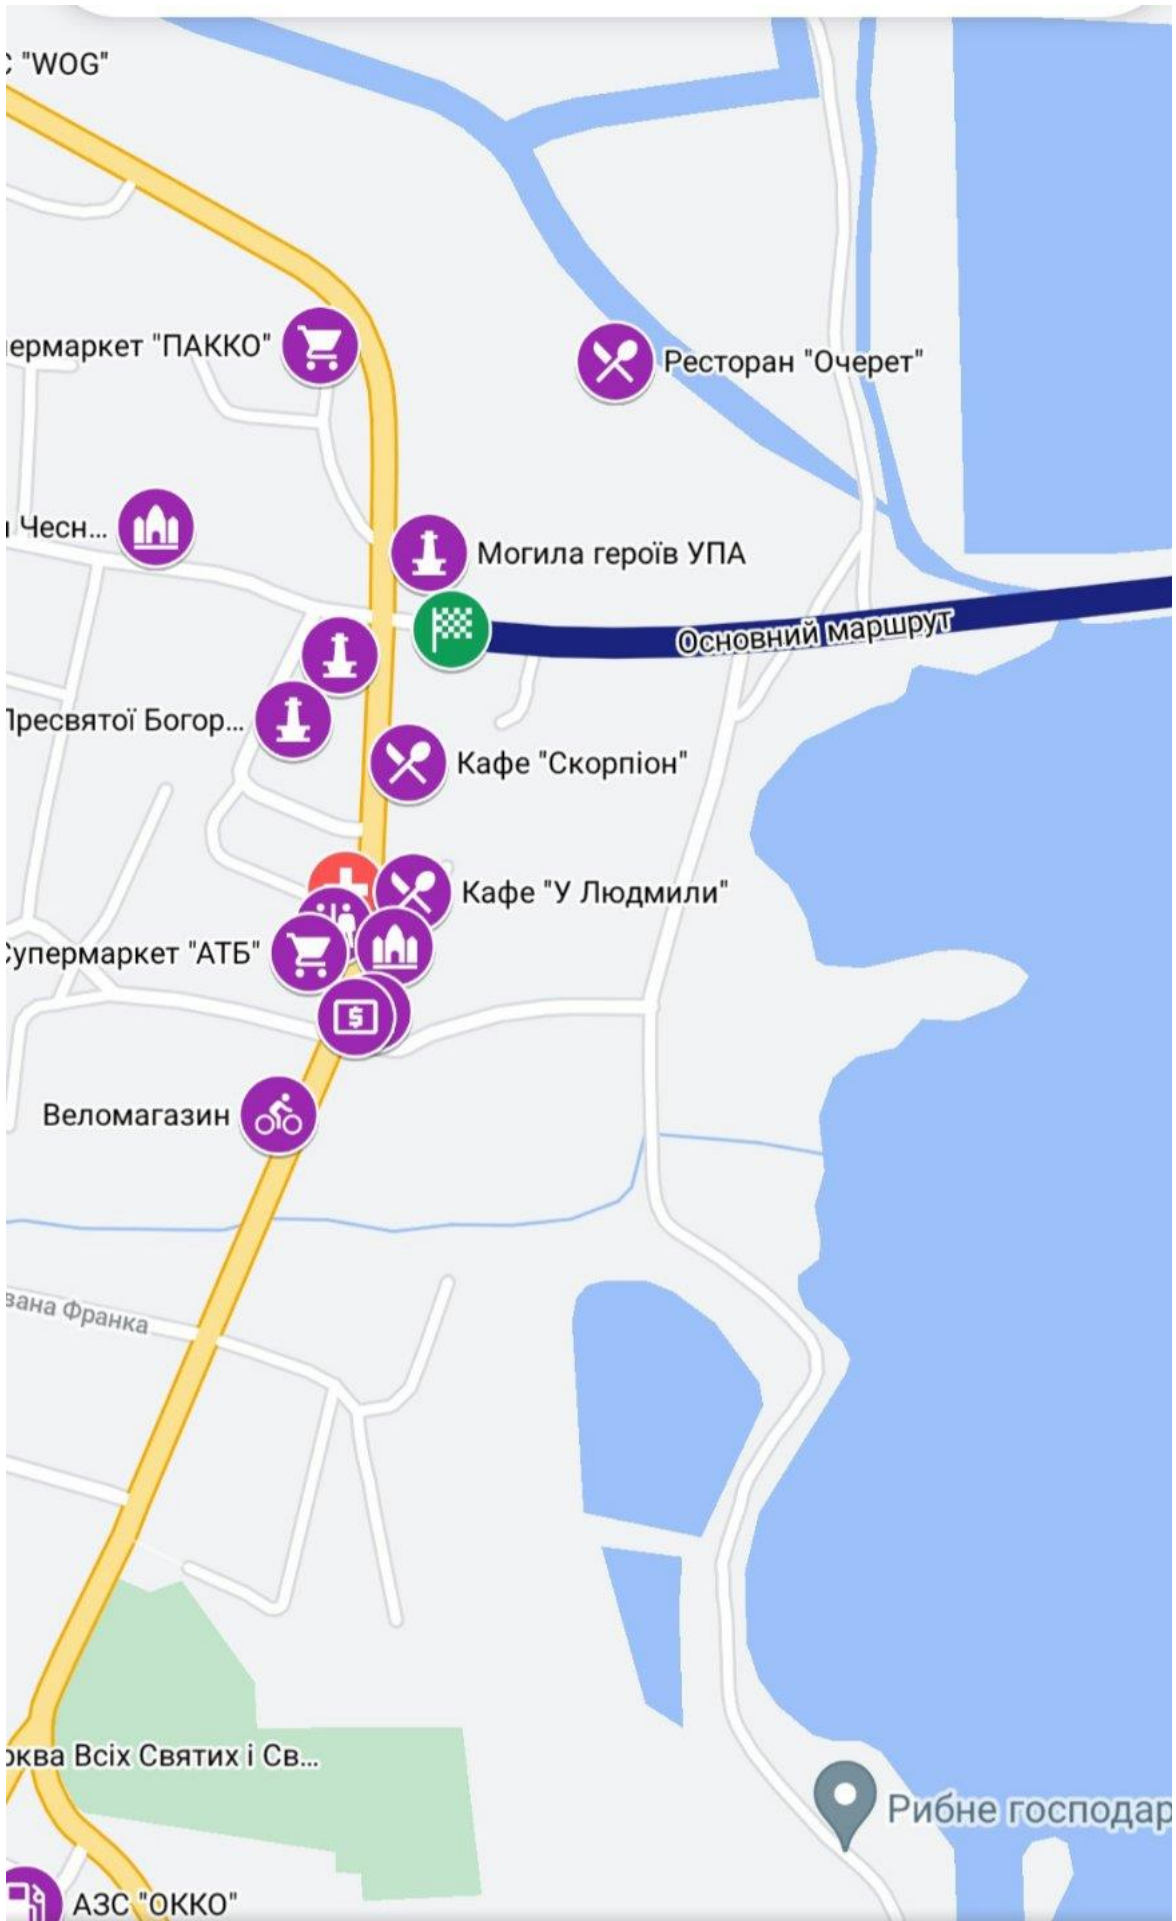 С "WOG"
ермаркет "ПАККО"
Ресторан "Очерет"
Чесн...
Могила героїв УПА
Основний маршрут
Пресвятої Богор...
Кафе "Скорпіон"
Кафе "У Людмили"
Супермаркет "АТБ"
Веломагазин
вана Франка
рква Всіх Святих і Св...
Рибне господар
АЗС "ОККО"